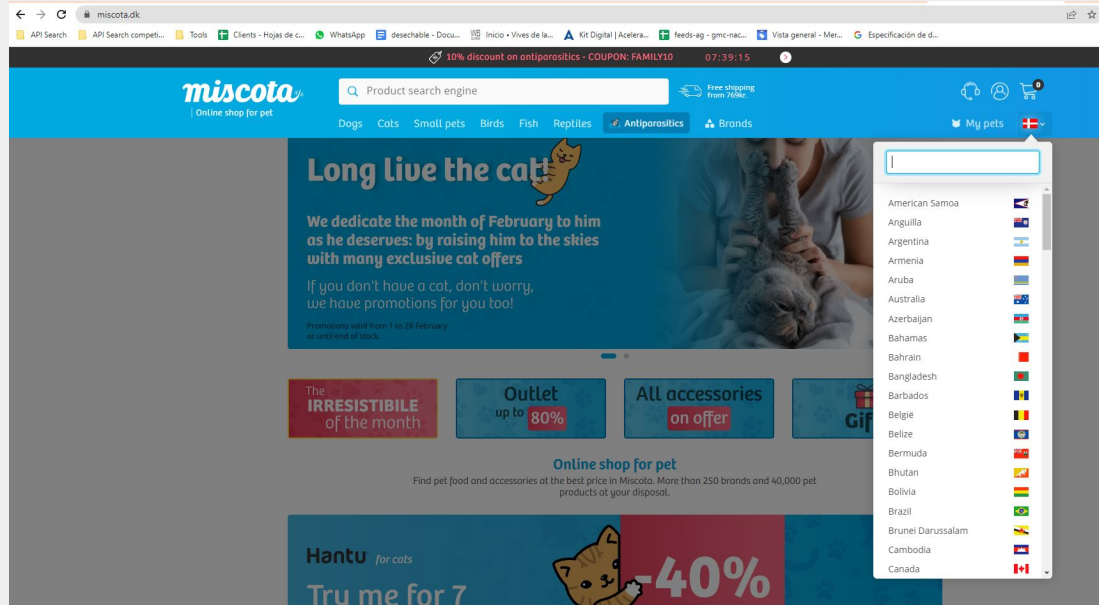 miscota.dk
API Search
API Search competi...
Tools
Clients - Hojas de c...
WhatsApp
desechable - Docu...
Inicio • Vives de la...
Kit Digital | Acelera...
feeds-ag - gmc-nac...
Vista general - Mer...
Especificación de d...
10% discount on antiparasitics - COUPON: FAMILY10
07:39:15
miscota
Online shop for pet
Product search engine
Free shipping
from 769kr.
0
Dogs
Cats
Small pets
Birds
Fish
Reptiles
Antiparasitics
Brands
My pets
Long live the cat!
We dedicate the month of February to him
as he deserves: by raising him to the skies
with many exclusive cat offers
If you don't have a cat, don't worry,
we have promotions for you too!
Promotions valid from 1 to 28 February
or until end of stock.
The
IRRESISTIBILE
of the month
Outlet
up to 80%
All accessories
on offer
Gif
Online shop for pet
Find pet food and accessories at the best price in Miscota. More than 250 brands and 40,000 pet
products at your disposal.
Hantu for cats
Try me for 7
-40%
American Samoa
Anguilla
Argentina
Armenia
Aruba
Australia
Azerbaijan
Bahamas
Bahrain
Bangladesh
Barbados
België
Belize
Bermuda
Bhutan
Bolivia
Brazil
Brunei Darussalam
Cambodia
Canada